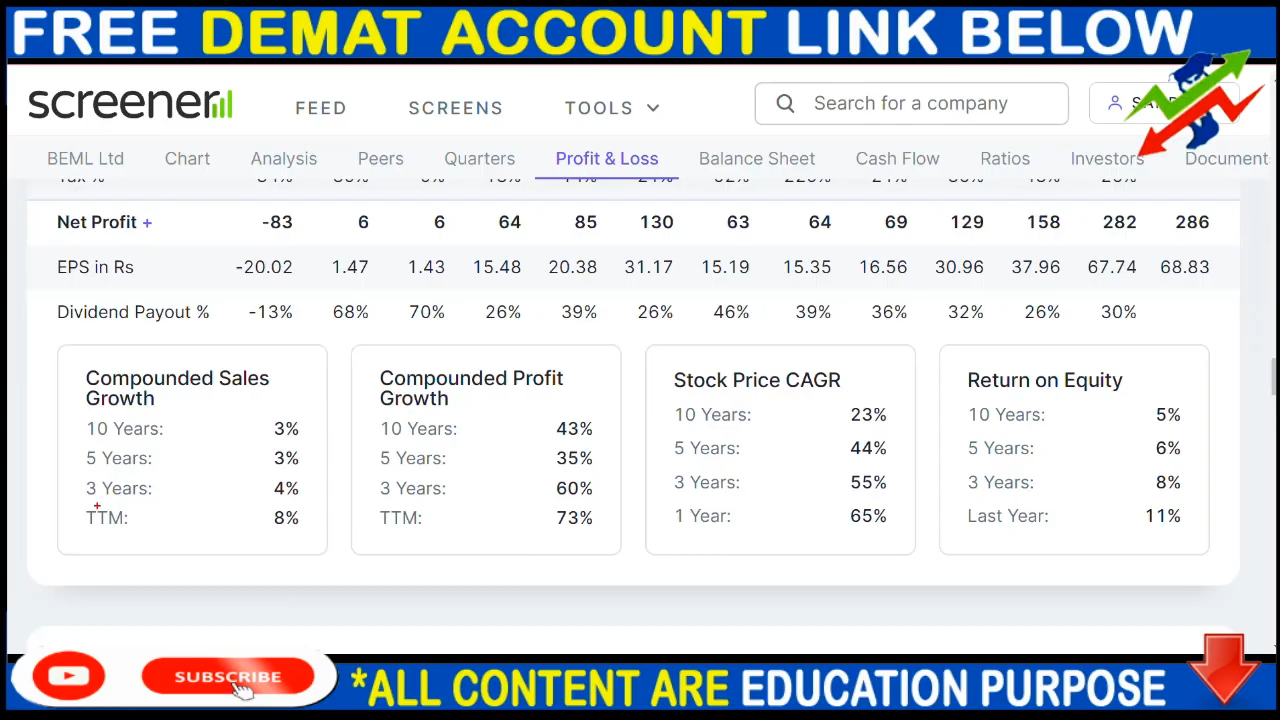 FREE DEMAT ACCOUNT LINK BELOW
screener
FEED SCREENS TOOLS Search for a company
BEML Ltd Chart Analysis Peers Quarters Profit & Loss Balance Sheet Cash Flow Ratios Investors Document
Net Profit + -83 6 6 64 85 130 63 64 69 129 158 282 286
EPS in Rs -20.02 1.47 1.43 15.48 20.38 31.17 15.19 15.35 16.56 30.96 37.96 67.74 68.83
Dividend Payout % -13% 68% 70% 26% 39% 26% 46% 39% 36% 32% 26% 30%
Compounded Sales
Growth
10 Years: 3%
5 Years: 3%
3 Years: 4%
TTM: 8%
Compounded Profit
Growth
10 Years: 43%
5 Years: 35%
3 Years: 60%
TTM: 73%
Stock Price CAGR
10 Years: 23%
5 Years: 44%
3 Years: 55%
1 Year: 65%
Return on Equity
10 Years: 5%
5 Years: 6%
3 Years: 8%
Last Year: 11%
SUBSCRIBE
*ALL CONTENT ARE EDUCATION PURPOSE